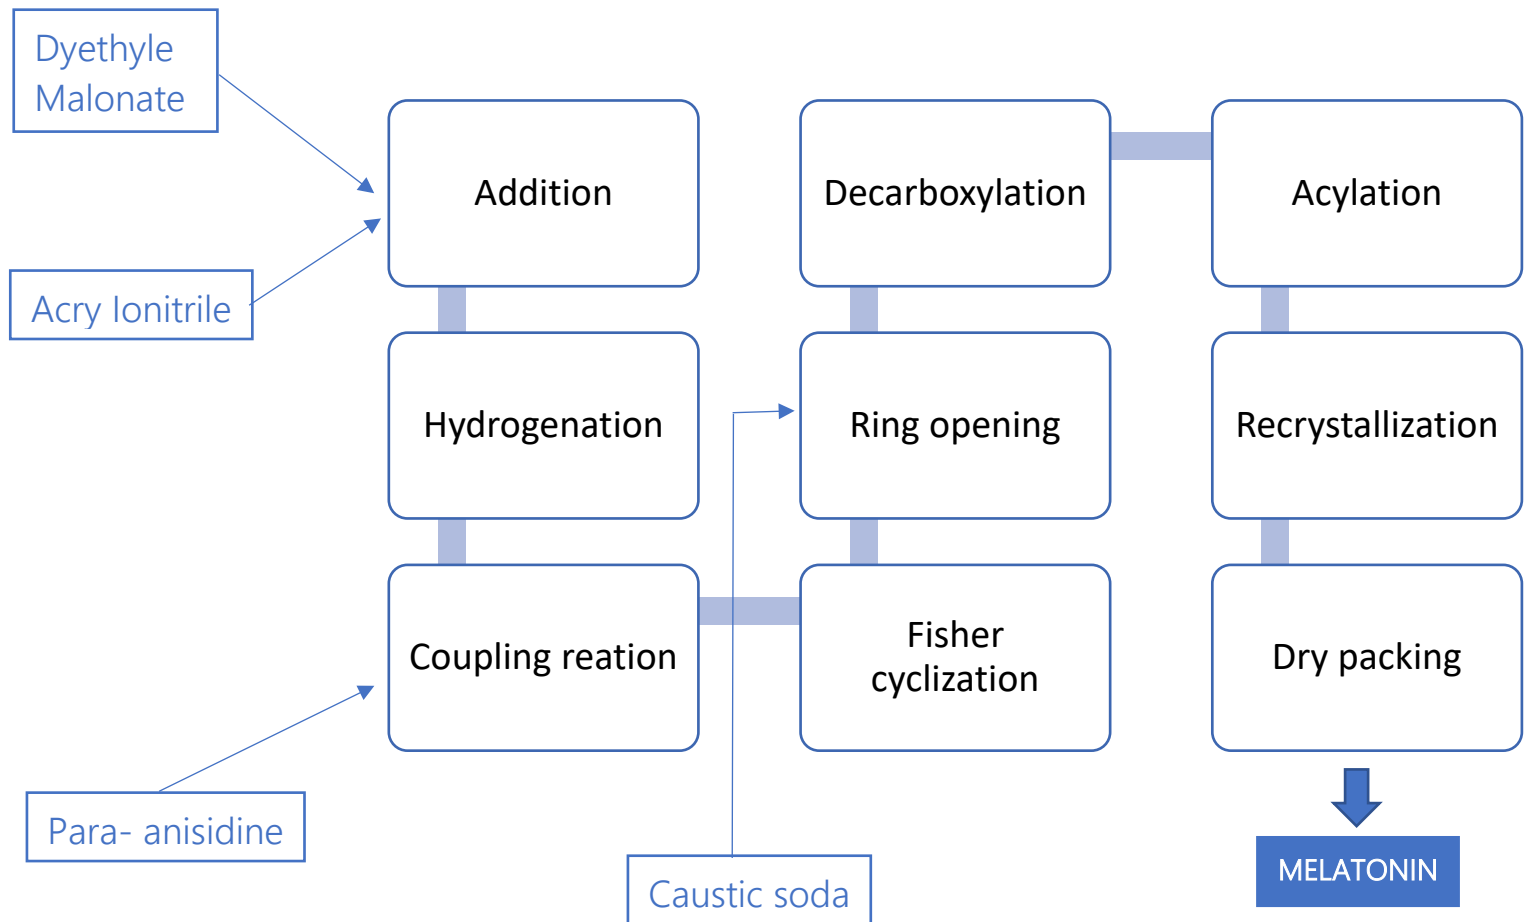 Dyethyle
Malonate
Acry Ionitrile
Addition
Hydrogenation
Coupling reation
Para- anisidine
Caustic soda
Fisher
cyclization
Ring opening
Decarboxylation
Acylation
Recrystallization
Dry packing
MELATONIN